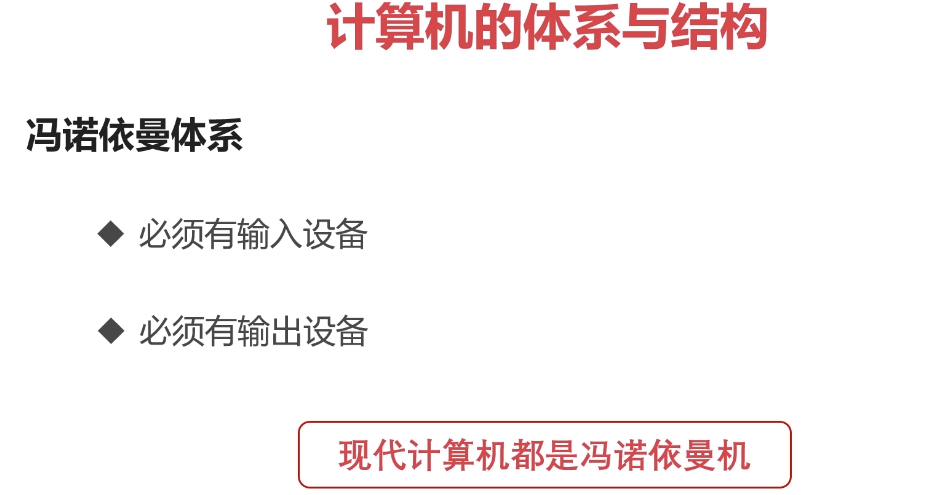 计算机的体系与结构
冯诺依曼体系
◆ 必须有输入设备
◆ 必须有输出设备
现代计算机都是冯诺依曼机